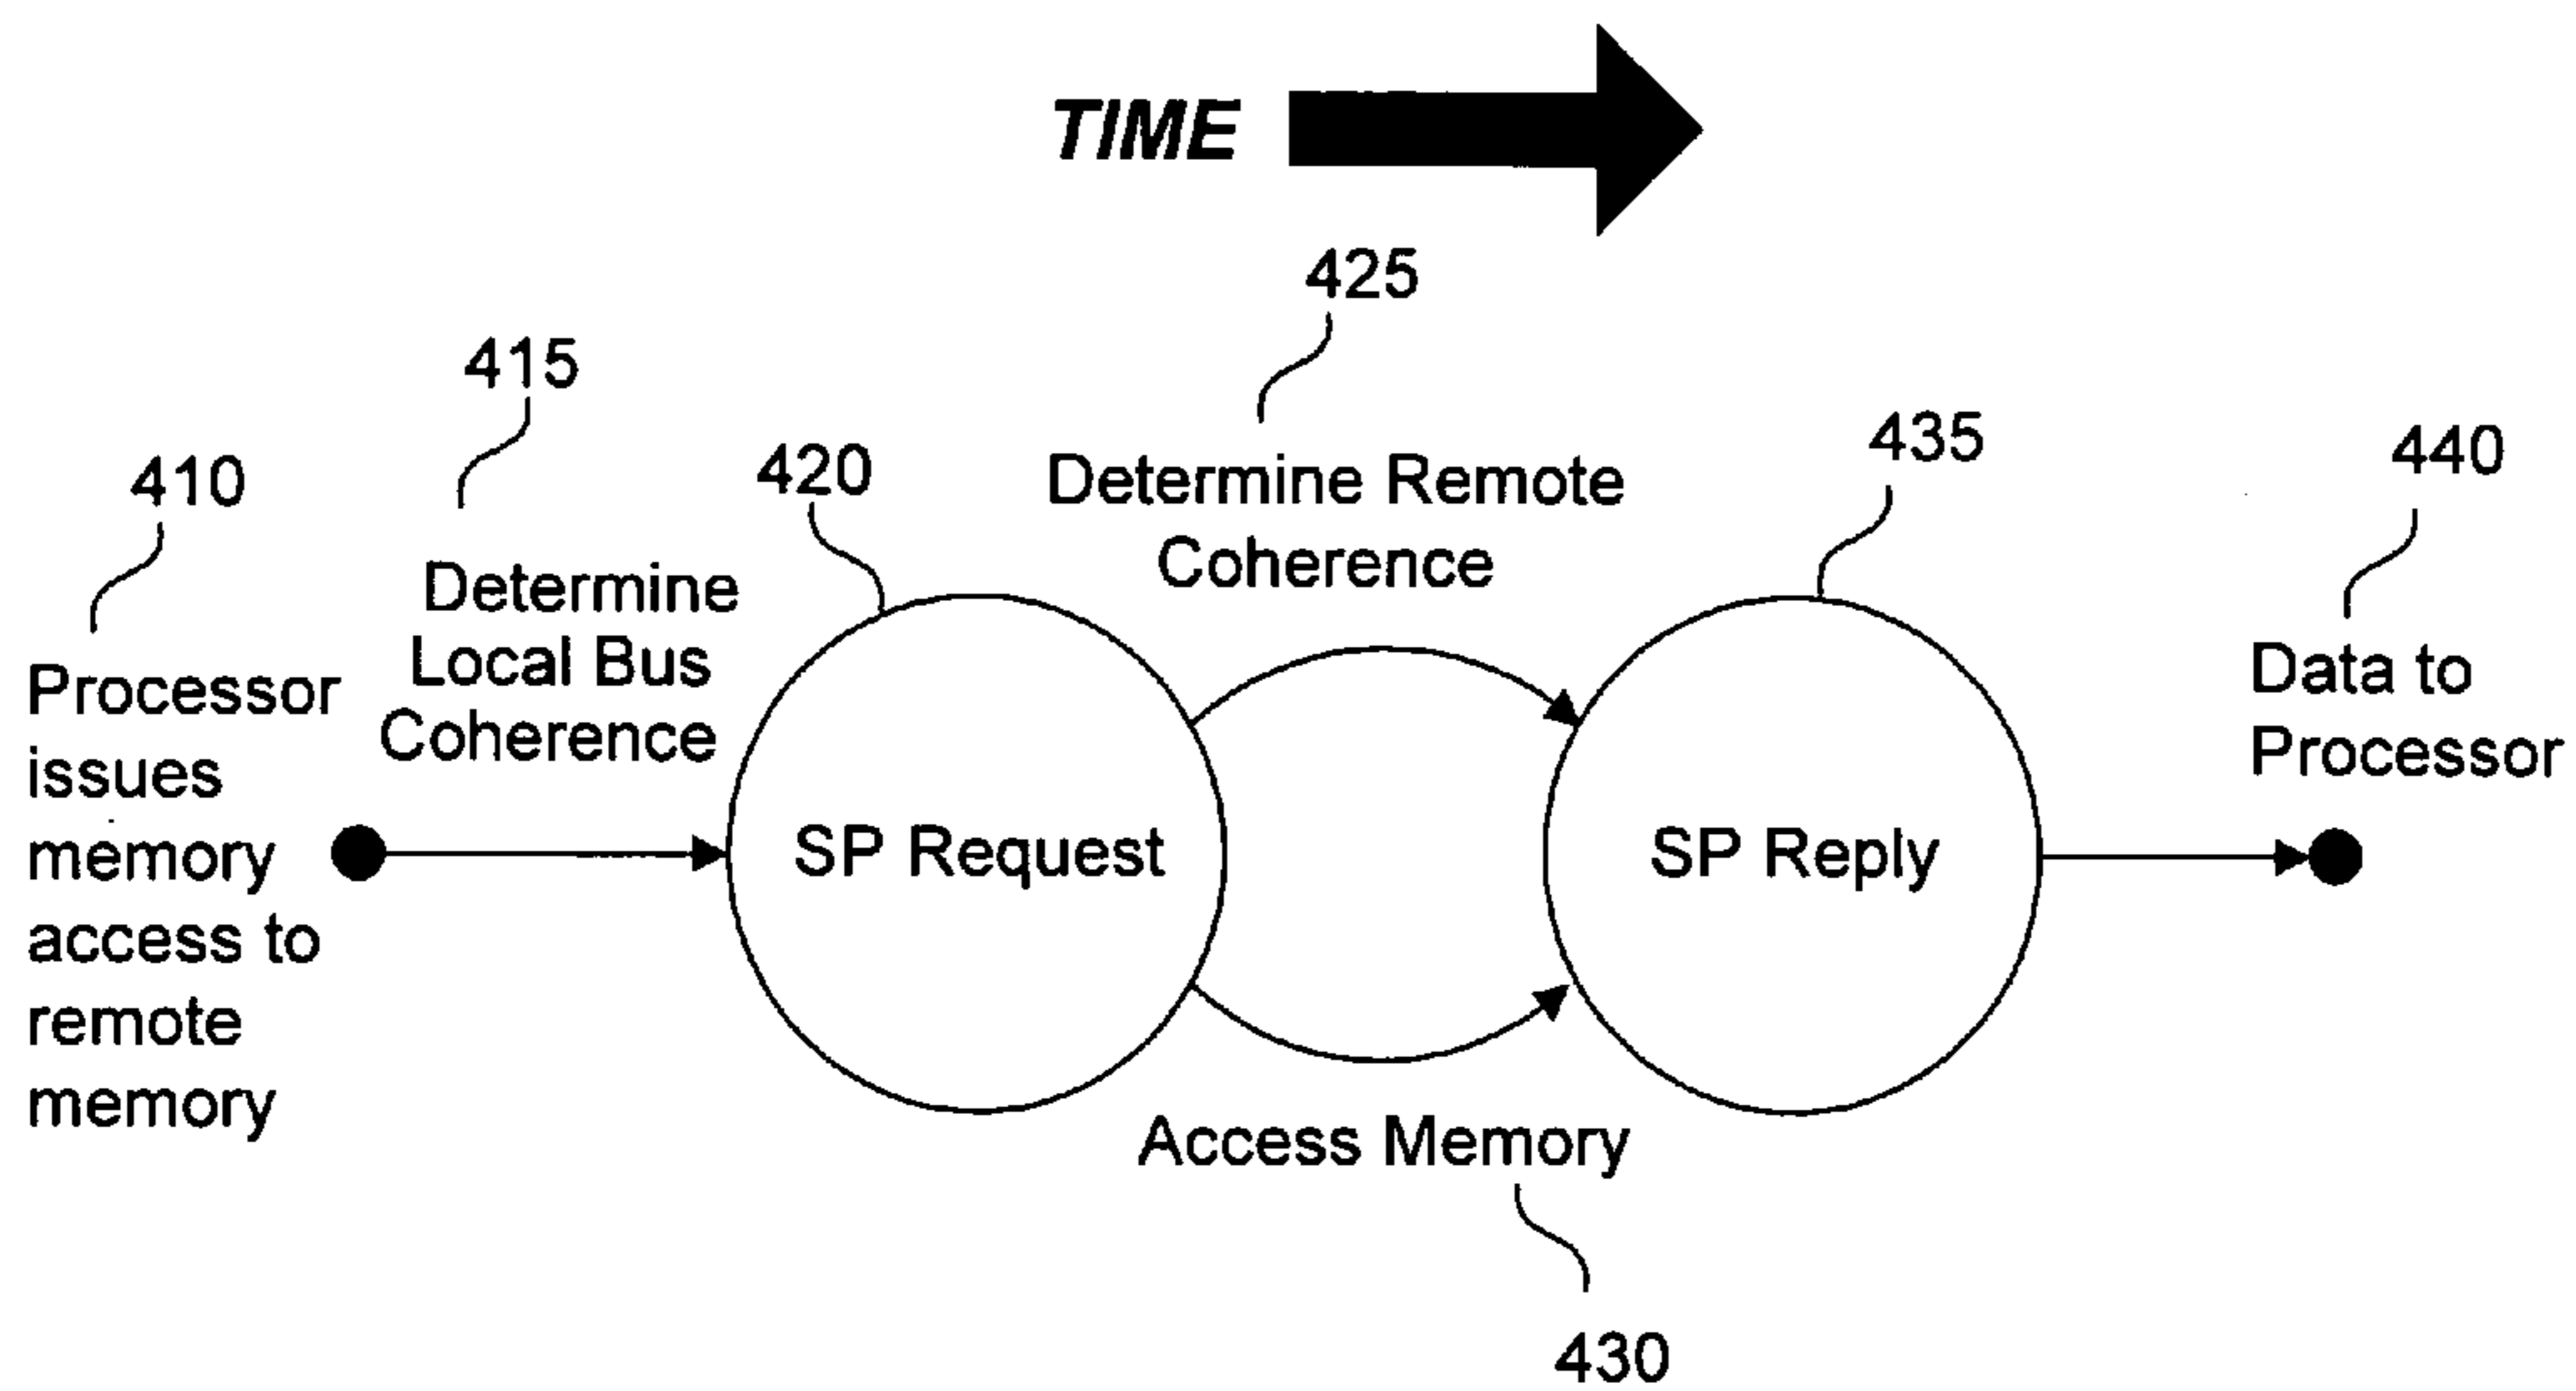 TIME
425
415
435
440
420
410
Determine Remote
Coherence
Determine
Local Bus
Coherence
Data to
Processor
Processor
issues
memory
access to
remote
memory
SP Request
SP Reply
Access Memory
430